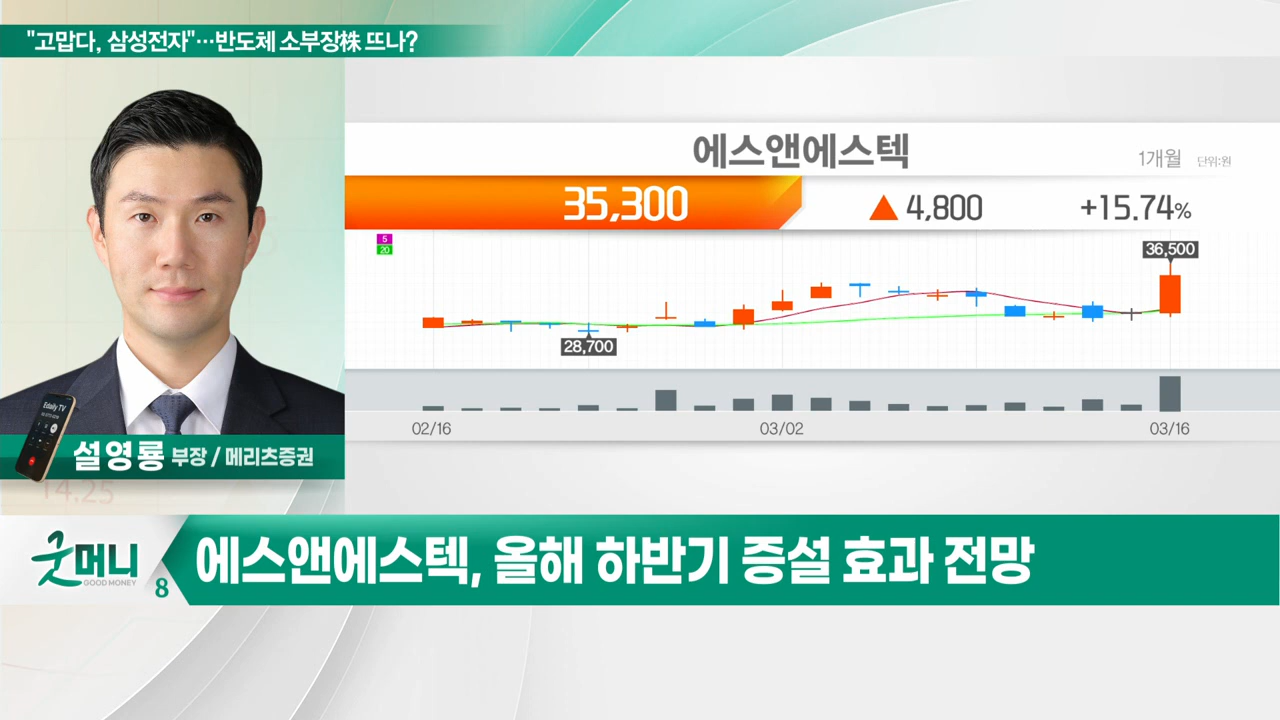 "고맙다, 삼성전자"…반도체 소부장株 뜨나?
에스앤에스텍
1개월 단위:원
35,300 ▲ 4,800 +15.74%
5
20
36,500
28,700
02/16 03/02 03/16
Edaily TV
설영룡 부장 / 메리츠증권
14.25
굿머니
GOOD MONEY
8
에스앤에스텍, 올해 하반기 증설 효과 전망